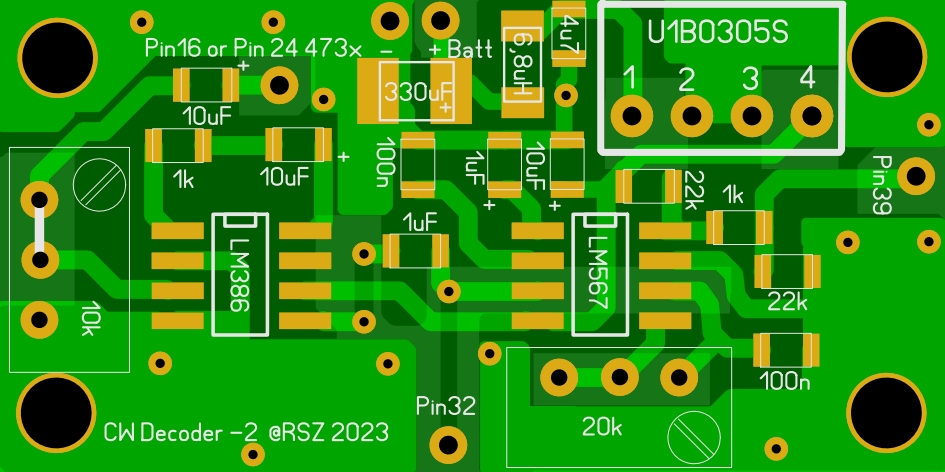 Pin16 or Pin 24 473x
− + Batt
+
10uF
1k
10uF
+
330uF
+
6,8uH
4u7
U1B0305S
1 2 3 4
100n
1uF
+
10uF
+
22k
1k
Pin39
1uF
LM386
LM567
22k
10k
100n
Pin32
20k
CW Decoder −2 @RSZ 2023